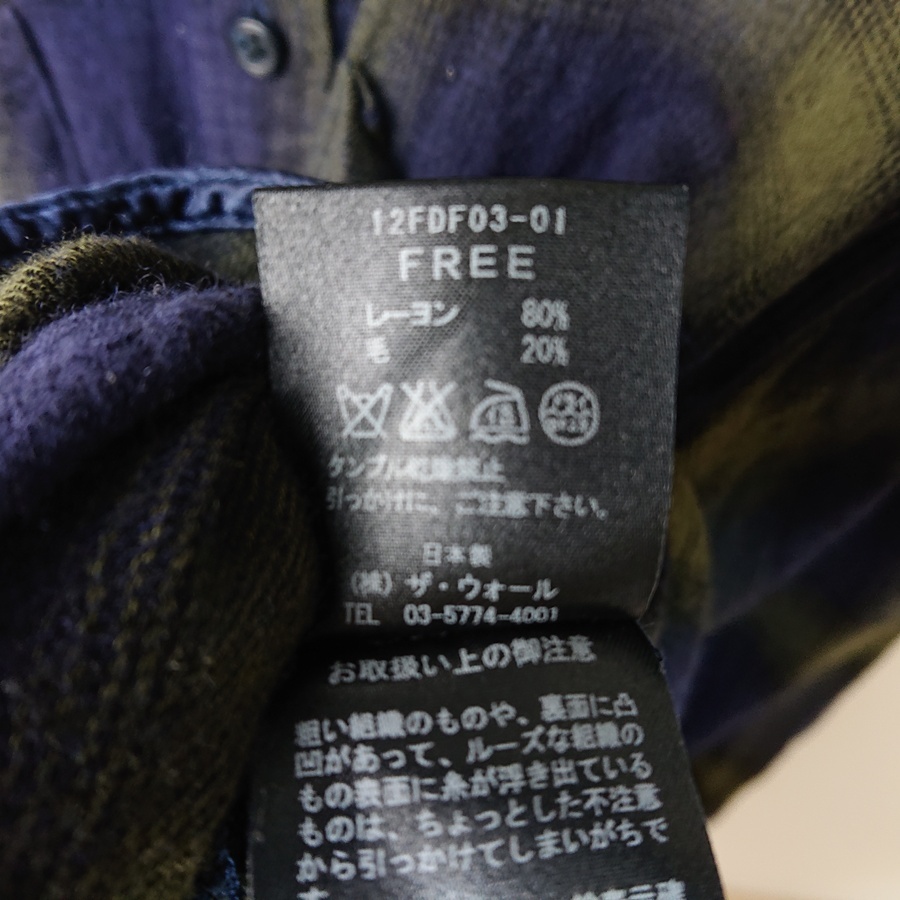 12FDF03-01
FREE
レーヨン 80%
毛 20%
タンブル乾燥禁止
引っかけに、ご注意下さい。
日本製
(株) ザ・ウォール
TEL 03-5774-4001
お取扱い上の御注意
粗い組織のものや、裏面に凸
凹があって、ルーズな組織の
もの表面に糸が浮き出ている
ものは、ちょっとした不注意
から引っかけてしまいがちで